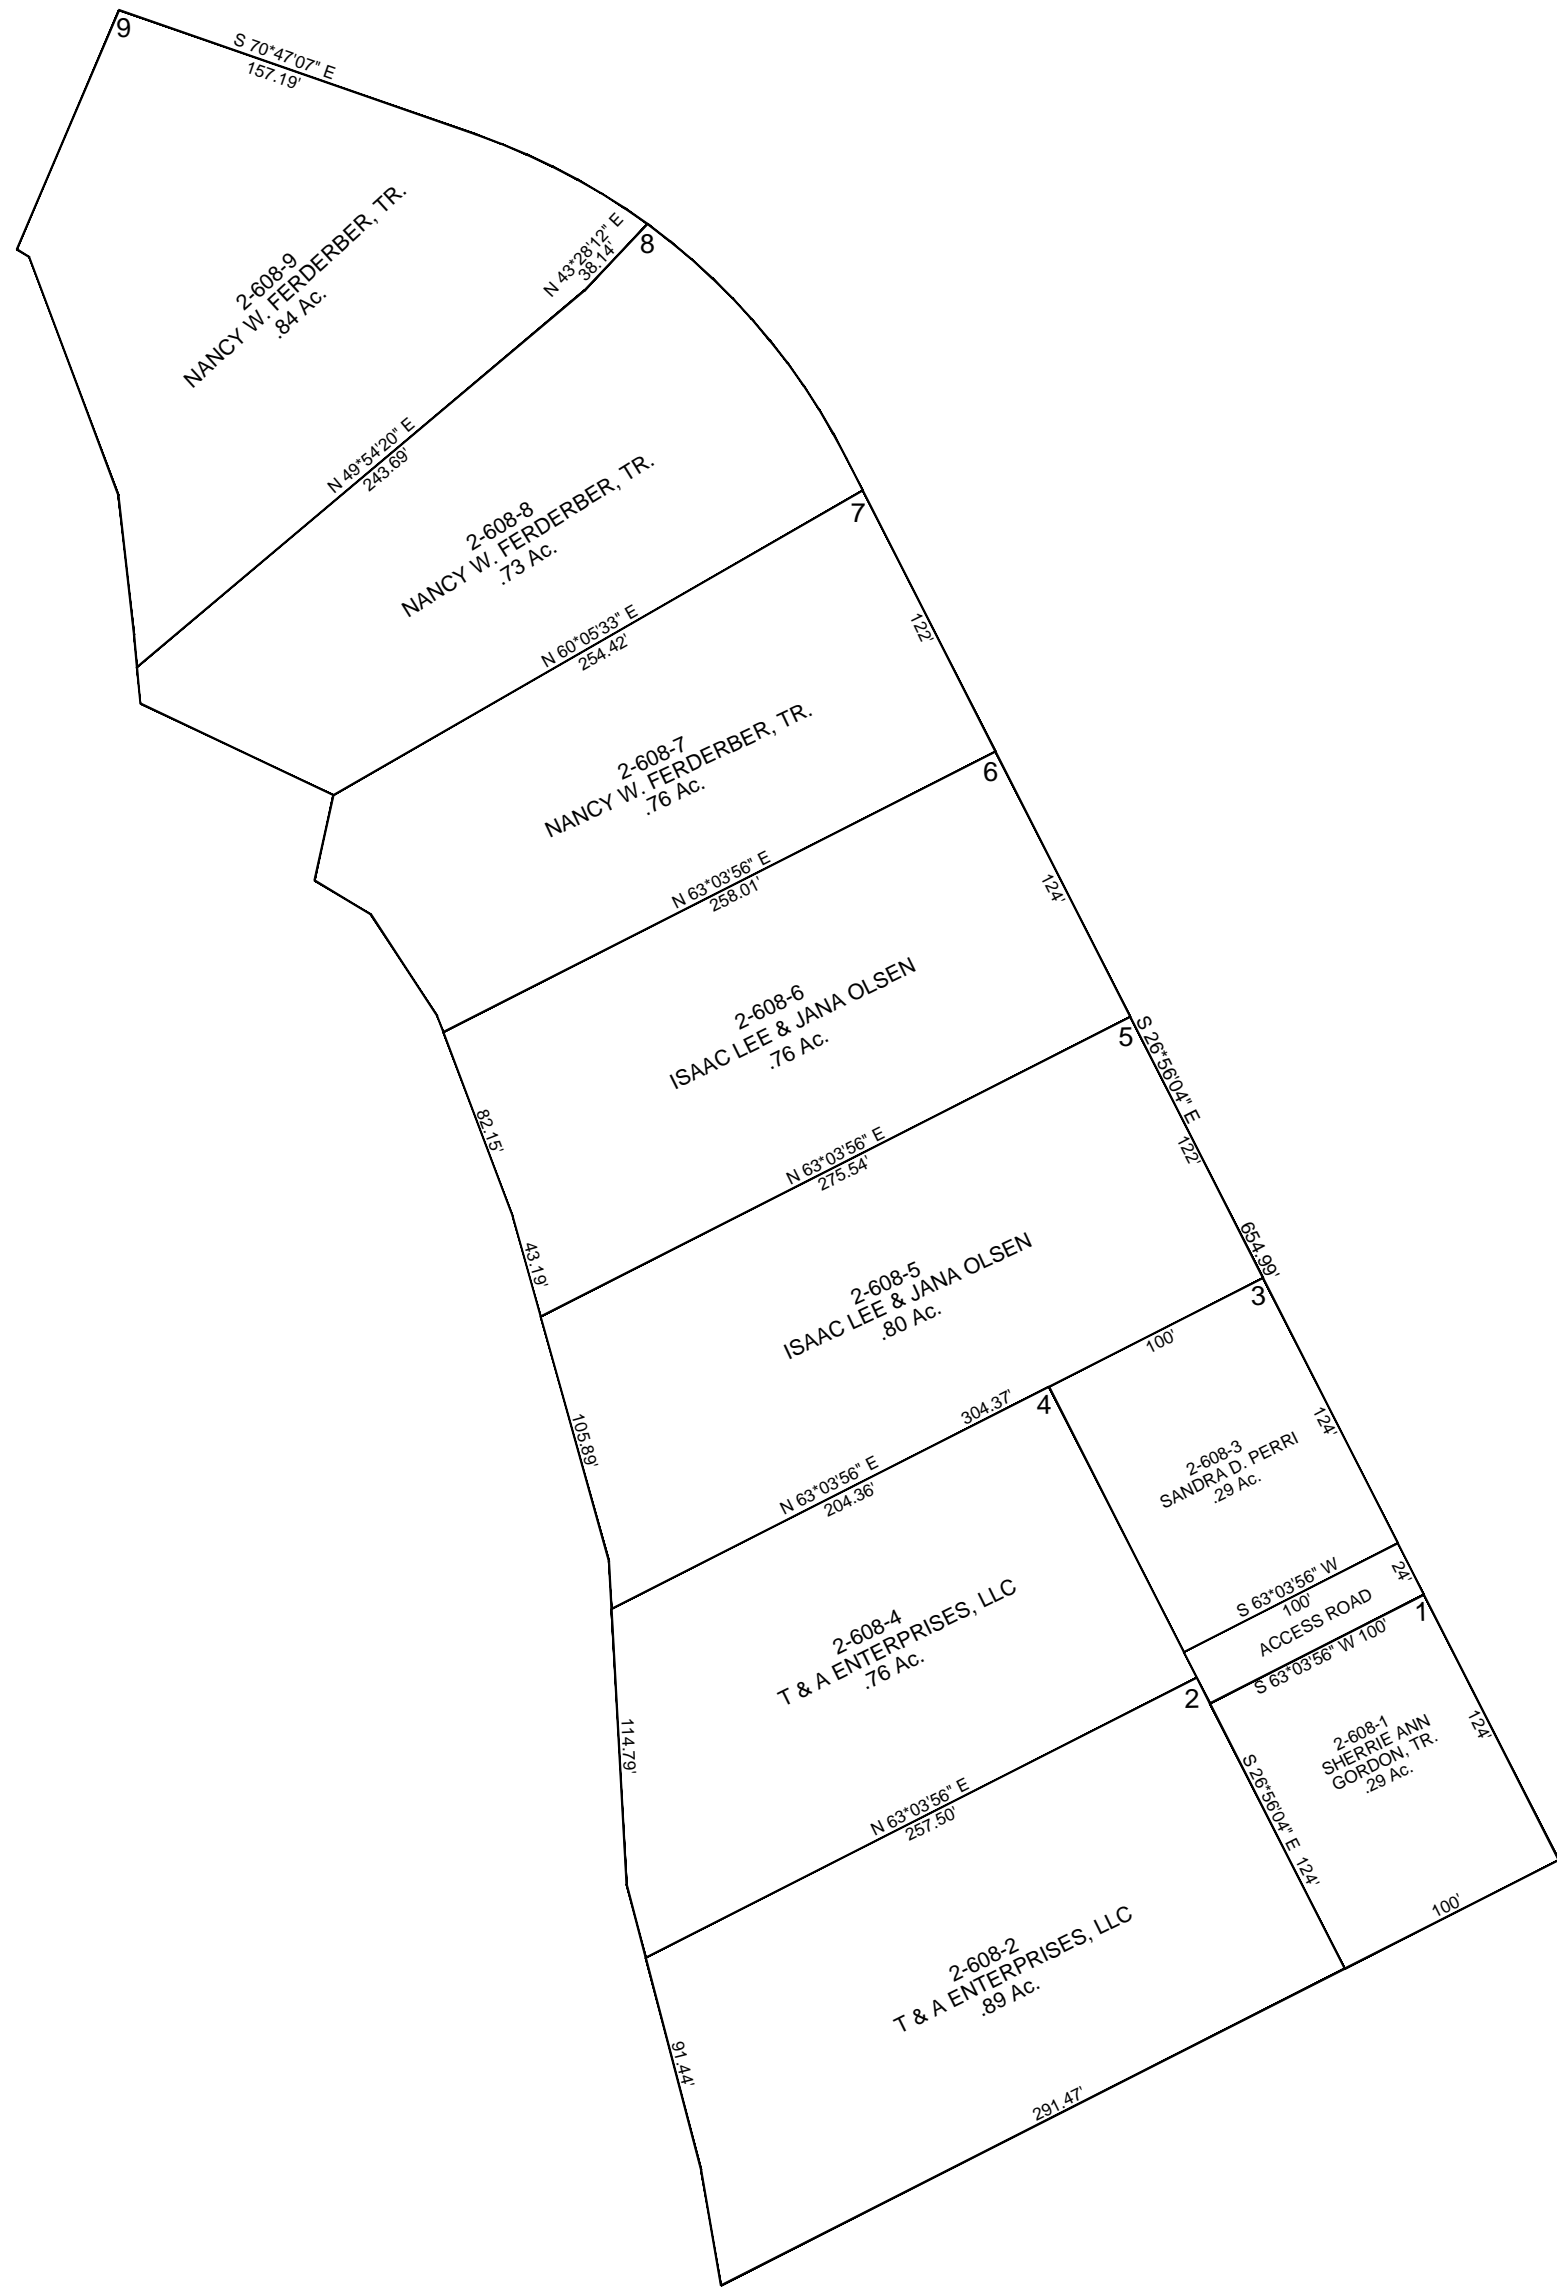 9
S 70*47'07" E
157.19'
2-608-9
NANCY W. FERDERBER, TR.
.84 Ac.
N 43*28'12" E
38.14'
8
N 49*54'20" E
243.69'
2-608-8
NANCY W. FERDERBER, TR.
.73 Ac.
7
N 60*05'33" E
254.42'
122'
2-608-7
NANCY W. FERDERBER, TR.
.76 Ac.
6
N 63*03'56" E
258.01'
124'
2-608-6
ISAAC LEE & JANA OLSEN
.76 Ac.
5
S 26*56'04" E
82.15'
N 63*03'56" E
275.54'
122'
43.19'
654.99'
2-608-5
ISAAC LEE & JANA OLSEN
.80 Ac.
3
100'
304.37'
4
105.89'
N 63*03'56" E
204.36'
124'
2-608-3
SANDRA D. PERRI
.29 Ac.
S 63*03'56" W
100'
24'
ACCESS ROAD
1
S 63*03'56" W 100'
2-608-4
T & A ENTERPRISES, LLC
.76 Ac.
2
114.79'
N 63*03'56" E
257.50'
2-608-1
SHERRIE ANN
GORDON, TR.
.29 Ac.
124'
S 26*56'04" E 124'
100'
2-608-2
T & A ENTERPRISES, LLC
.89 Ac.
91.44'
291.47'